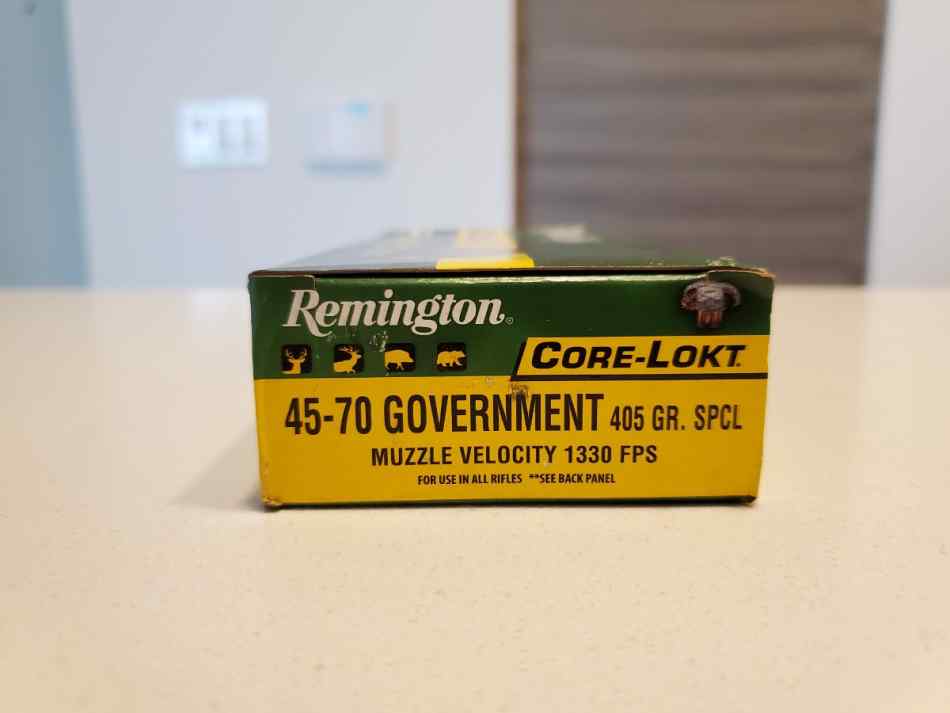 Remington®
CORE-LOKT
45-70 GOVERNMENT 405 GR. SPCL
MUZZLE VELOCITY 1330 FPS
FOR USE IN ALL RIFLES **SEE BACK PANEL